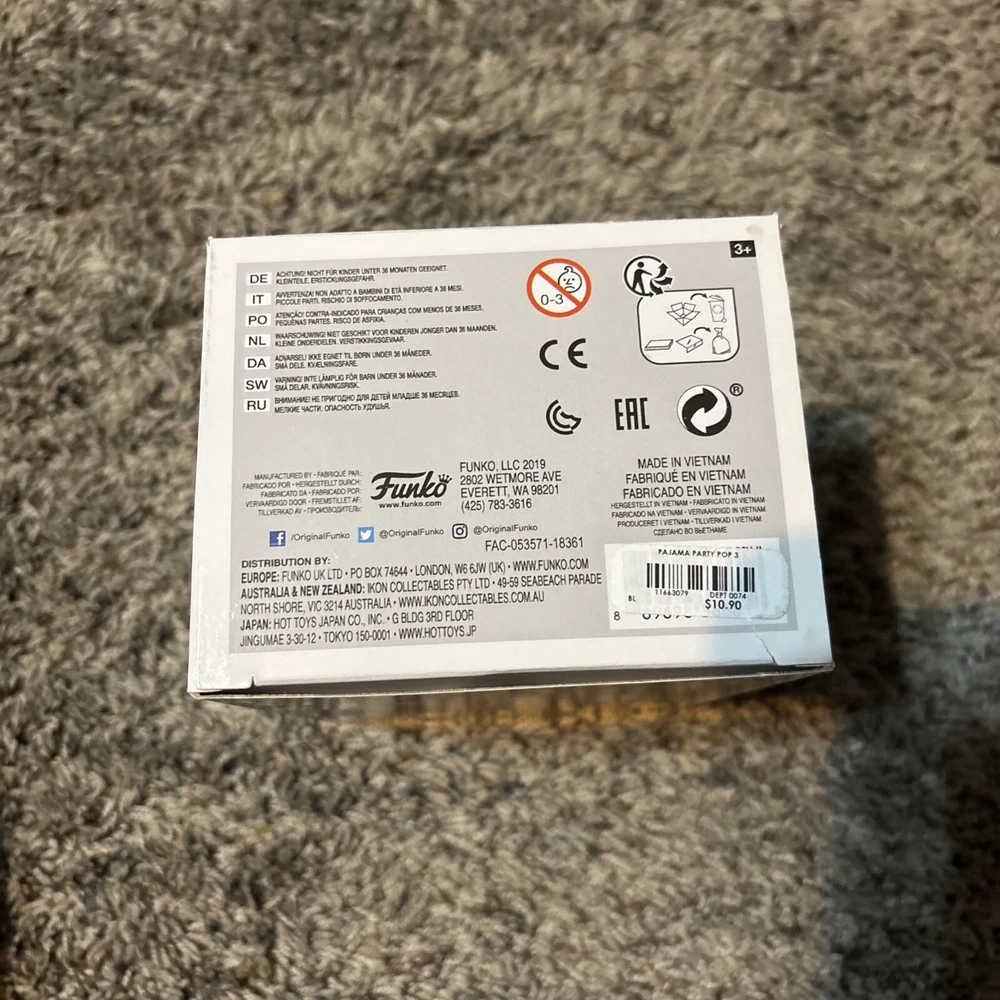 3+
DE ACHTUNG! NICHT FÜR KINDER UNTER 36 MONATEN GEEIGNET.
KLEINTEILE. ERSTICKUNGSGEFAHR.
IT AVVERTENZA! NON ADATTO A BAMBINI DI ETÀ INFERIORE A 36 MESI.
PICCOLE PARTI. RISCHIO DI SOFFOCAMENTO.
PO ATENCÃO! CONTRA-INDICADO PARA CRIANÇAS COM MENOS DE 36 MESES.
PEQUENAS PARTES. RISCO DE ASFIXIA.
NL WAARSCHUWING! NIET GESCHIKT VOOR KINDEREN JONGER DAN 36 MAANDEN.
KLEINE ONDERDELEN. VERSTIKKINGSGEVAAR.
DA ADVARSEL! IKKE EGNET TIL BØRN UNDER 36 MÅNEDER.
SMÅ DELE. KVÆLNINGSFARE.
SW VARNING! INTE LÄMPLIG FÖR BARN UNDER 36 MÅNADER.
SMÅ DELAR. KVÄVNINGSRISK.
RU ВНИМАНИЕ! НЕ ПРИГОДНО ДЛЯ ДЕТЕЙ МЛАДШЕ 36 МЕСЯЦЕВ.
МЕЛКИЕ ЧАСТИ. ОПАСНОСТЬ УДУШЬЯ.
0-3
CE
EAC
®
MANUFACTURED BY • FABRIQUÉ PAR:
FABRICADO POR • HERGESTELLT DURCH:
FABBRICATO DA • FABRICADO POR:
VERVAARDIGD DOOR • FREMSTILLET AF:
TILLVERKAD AV • ПРОИЗВОДИТЕЛЬ:
Funko
www.funko.com
FUNKO, LLC 2019
2802 WETMORE AVE
EVERETT, WA 98201
(425) 783-3616
MADE IN VIETNAM
FABRIQUÉ EN VIETNAM
FABRICADO EN VIETNAM
HERGESTELLT IN VIETNAM • FABBRICATO IN VIETNAM
FABRICADO NA VIETNAM • VERVAARDIGD IN VIETNAM
PRODUCERET I VIETNAM • TILLVERKAD I VIETNAM
СДЕЛАНО ВО ВЬЕТНАМЕ
/OriginalFunko @OriginalFunko @OriginalFunko
FAC-053571-18361
DISTRIBUTION BY:
EUROPE: FUNKO UK LTD • PO BOX 74644 • LONDON, W6 6JW (UK) • WWW.FUNKO.COM
AUSTRALIA & NEW ZEALAND: IKON COLLECTABLES PTY LTD • 49-59 SEABEACH PARADE
NORTH SHORE, VIC 3214 AUSTRALIA • WWW.IKONCOLLECTABLES.COM.AU
JAPAN: HOT TOYS JAPAN CO., INC. • G BLDG 3RD FLOOR
JINGUMAE 3-30-12 • TOKYO 150-0001 • WWW.HOTTOYS.JP
PAJAMA PARTY POP 3
11663079 DEPT 0074
BL $10.90
8